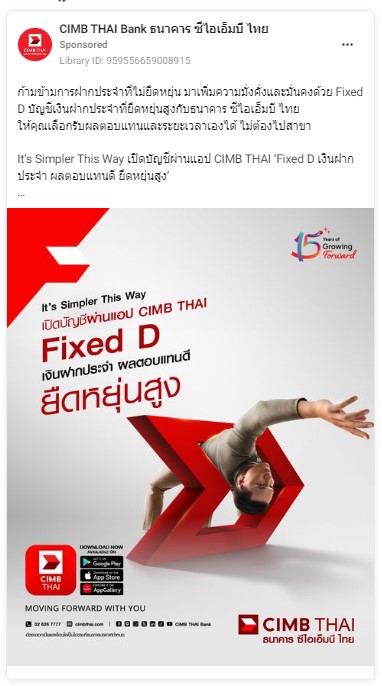 CIMB THAI Bank ธนาคาร ซีไอเอ็มบี ไทย
Sponsored
Library ID: 959556659008915
ก้ามข้ามการฝากประจำที่ไม่ยืดหยุ่น มาเพิ่มความมั่งคั่งและมั่นคงด้วย Fixed
D บัญชีเงินฝากประจำที่ยืดหยุ่นสูงกับธนาคาร ซีไอเอ็มบี ไทย
ให้คุณเลือกรับผลตอบแทนและระยะเวลาเองได้ ไม่ต้องไปสาขา
It's Simpler This Way เปิดบัญชีผ่านแอป CIMB THAI 'Fixed D เงินฝาก
ประจำ ผลตอบแทนดี ยืดหยุ่นสูง'
...
15 Years of
Growing
Forward
It's Simpler This Way
เปิดบัญชีผ่านแอป CIMB THAI
Fixed D
เงินฝากประจำ ผลตอบแทนดี
ยืดหยุ่นสูง
CIMB
THAI
DOWNLOAD NOW
AVAILABLE ON
GET IT ON
Google Play
Download on the
App Store
EXPLORE IT ON
AppGallery
MOVING FORWARD WITH YOU
02 626 7777 cimbthai.com | CIMB THAI Bank
CIMB THAI
ธนาคาร ซีไอเอ็มบี ไทย